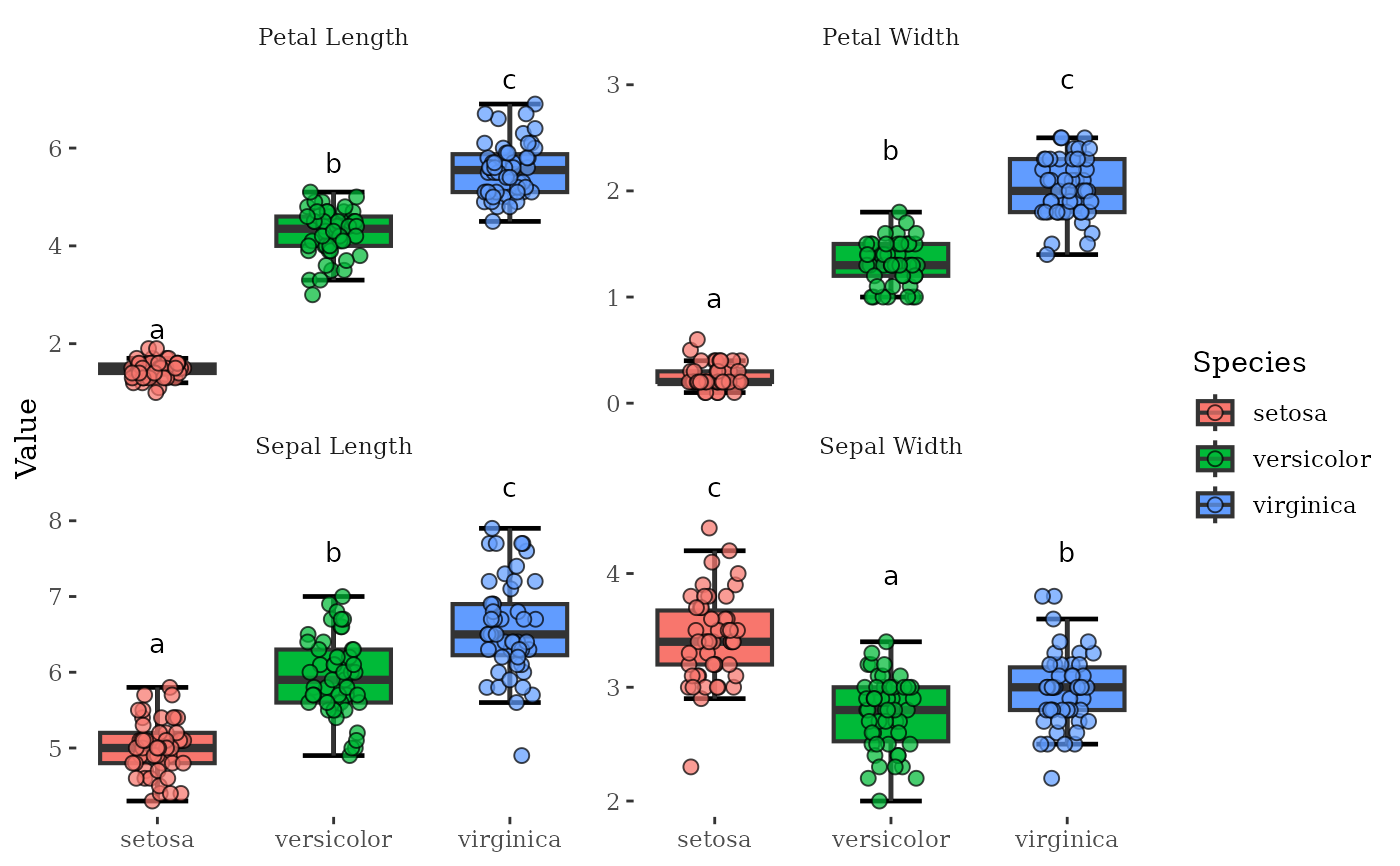 Petal Length
Petal Width
c
c
3
6
b
b
2
4
a
1
a
2
0
Value
Sepal Length
Sepal Width
c
c
8
b
b
a
7
4
a
6
3
5
2
setosa
versicolor
virginica
setosa
versicolor
virginica
Species
setosa
versicolor
virginica